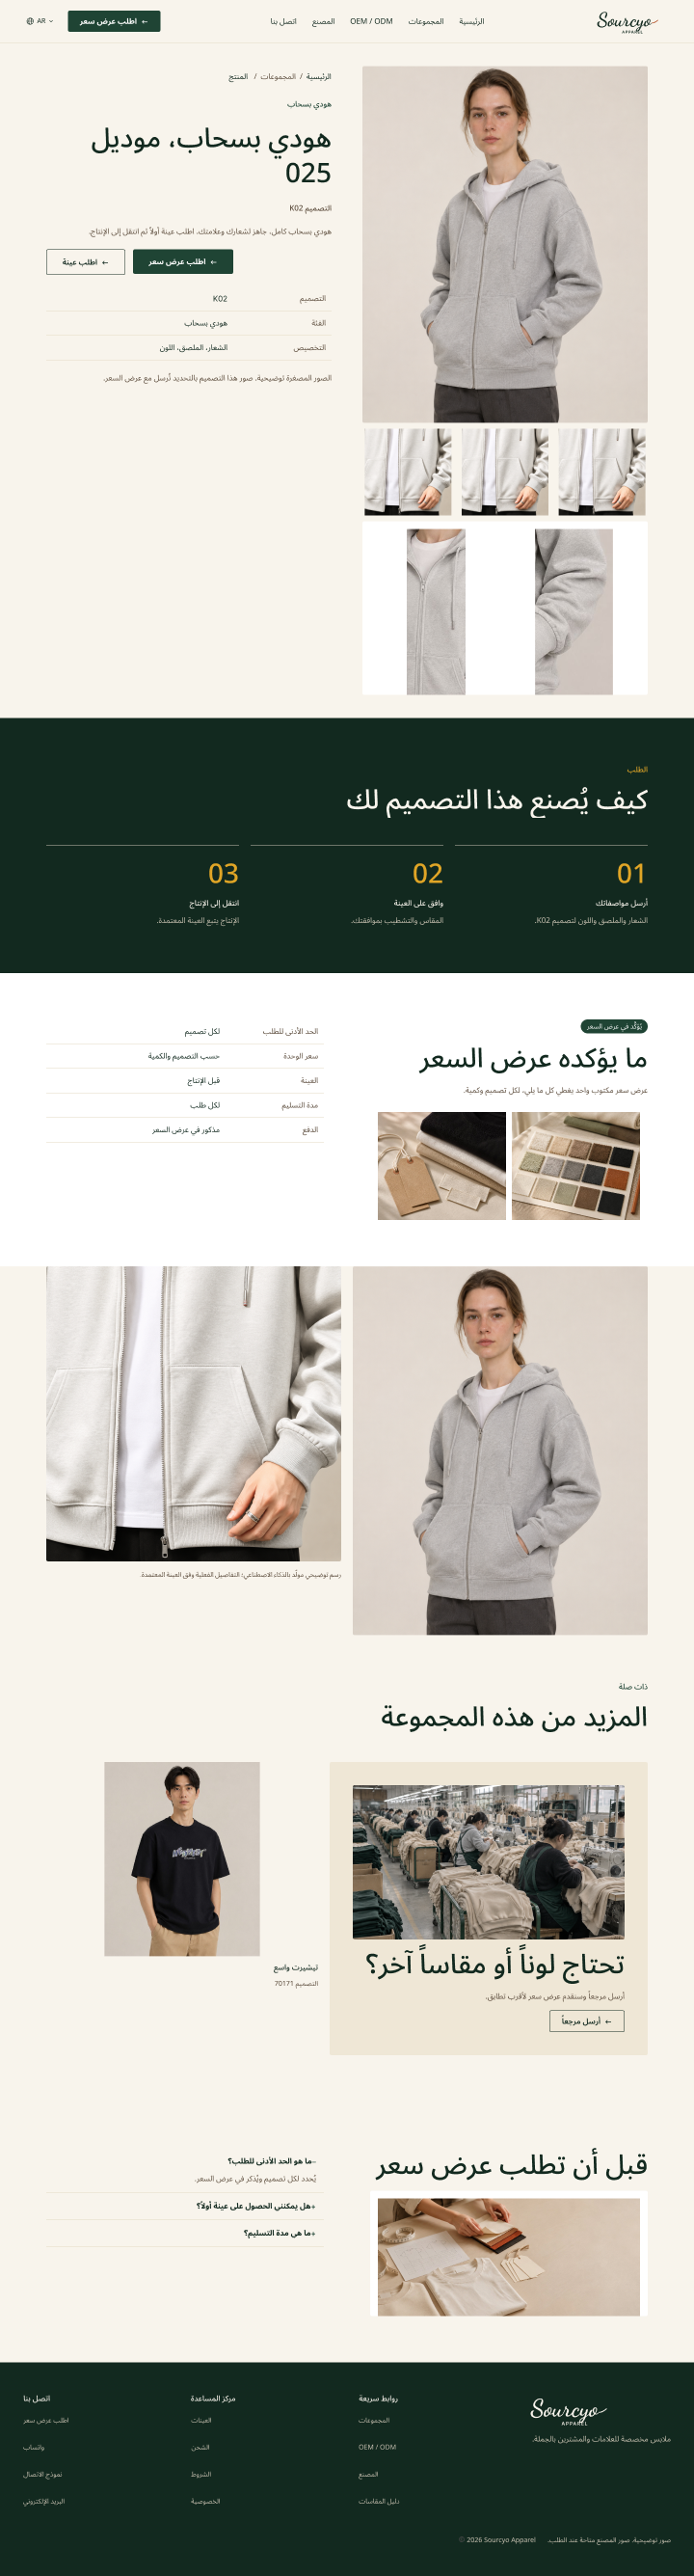 Sourcyo
APPAREL
الرئيسية
المجموعات
OEM / ODM
المصنع
اتصل بنا
اطلب عرض سعر ←
AR
الرئيسية / المجموعات / المنتج
هودي بسحاب
هودي بسحاب، موديل
025
التصميم K02
هودي بسحاب كامل. جاهز لشعارك وعلامتك. اطلب عينة أولاً ثم انتقل إلى الإنتاج.
اطلب عرض سعر ←
اطلب عينة ←
التصميم K02
الفئة هودي بسحاب
التخصيص الشعار، الملصق، اللون
الصور المصغرة توضيحية. صور هذا التصميم بالتحديد تُرسل مع عرض السعر.
الطلب
كيف يُصنع هذا التصميم لك
01
أرسل مواصفاتك
الشعار والملصق واللون لتصميم K02.
02
وافق على العينة
المقاس والتشطيب بموافقتك.
03
انتقل إلى الإنتاج
الإنتاج يتبع العينة المعتمدة.
يُؤكَّد في عرض السعر
ما يؤكده عرض السعر
عرض سعر مكتوب واحد يغطي كل ما يلي، لكل تصميم وكمية.
الحد الأدنى للطلب لكل تصميم
سعر الوحدة حسب التصميم والكمية
العينة قبل الإنتاج
مدة التسليم لكل طلب
الدفع مذكور في عرض السعر
رسم توضيحي مولّد بالذكاء الاصطناعي؛ التفاصيل الفعلية وفق العينة المعتمدة.
ذات صلة
المزيد من هذه المجموعة
تحتاج لوناً أو مقاساً آخر؟
أرسل مرجعاً وسنقدم عرض سعر لأقرب تطابق.
أرسل مرجعاً ←
تيشيرت واسع
التصميم 70171
قبل أن تطلب عرض سعر
–ما هو الحد الأدنى للطلب؟
يُحدد لكل تصميم ويُذكر في عرض السعر.
+هل يمكنني الحصول على عينة أولاً؟
+ما هي مدة التسليم؟
Sourcyo
APPAREL
ملابس مخصصة للعلامات والمشترين بالجملة.
روابط سريعة
المجموعات
OEM / ODM
المصنع
دليل المقاسات
مركز المساعدة
العينات
الشحن
الشروط
الخصوصية
اتصل بنا
اطلب عرض سعر
واتساب
نموذج الاتصال
البريد الإلكتروني
صور توضيحية. صور المصنع متاحة عند الطلب.
© 2026 Sourcyo Apparel